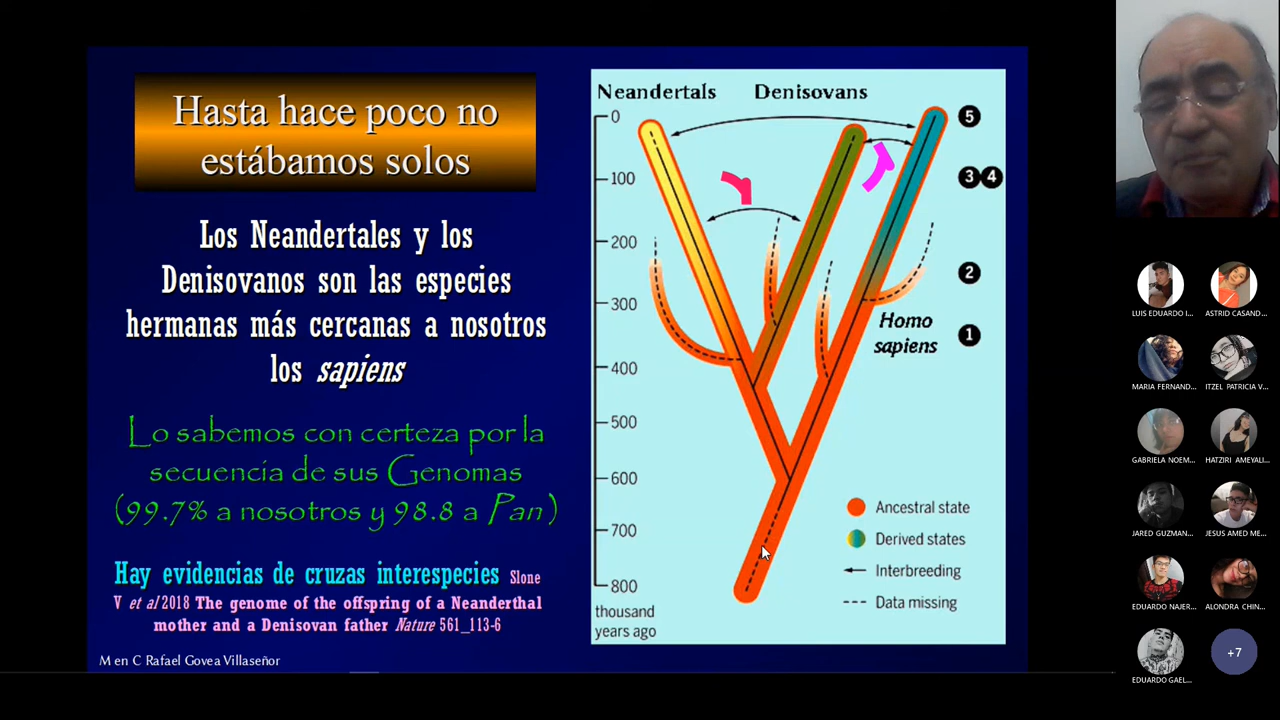 Hasta hace poco no
estábamos solos
Los Neandertales y los
Denisovanos son las especies
hermanas más cercanas a nosotros
los sapiens
Lo sabemos con certeza por la
secuencia de sus Genomas
(99.7% a nosotros y 98.8 a Pan)
Hay evidencias de cruzas interespecies Slone
V et al 2018 The genome of the offspring of a Neanderthal
mother and a Denisovan father Nature 561_113-6
M en C Rafael Govea Villaseñor
Neandertals Denisovans
0
100
200
300
400
500
600
700
800
thousand
years ago
5
3 4
2
1
Homo
sapiens
Ancestral state
Derived states
Interbreeding
Data missing
LUIS EDUARDO I...
ASTRID CASAND...
MARIA FERNAND...
ITZEL PATRICIA V...
GABRIELA NOEM...
HATZIRI AMEYALI...
JARED GUZMAN...
JESUS AMED ME...
EDUARDO NAJER...
ALONDRA CHIN...
EDUARDO GAEL...
+7